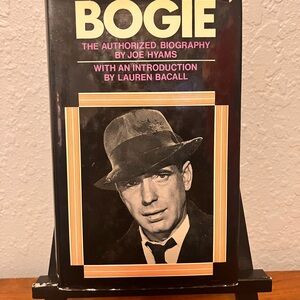 BOGIE
THE AUTHORIZED BIOGRAPHY
BY JOE HYAMS
WITH AN INTRODUCTION
BY LAUREN BACALL